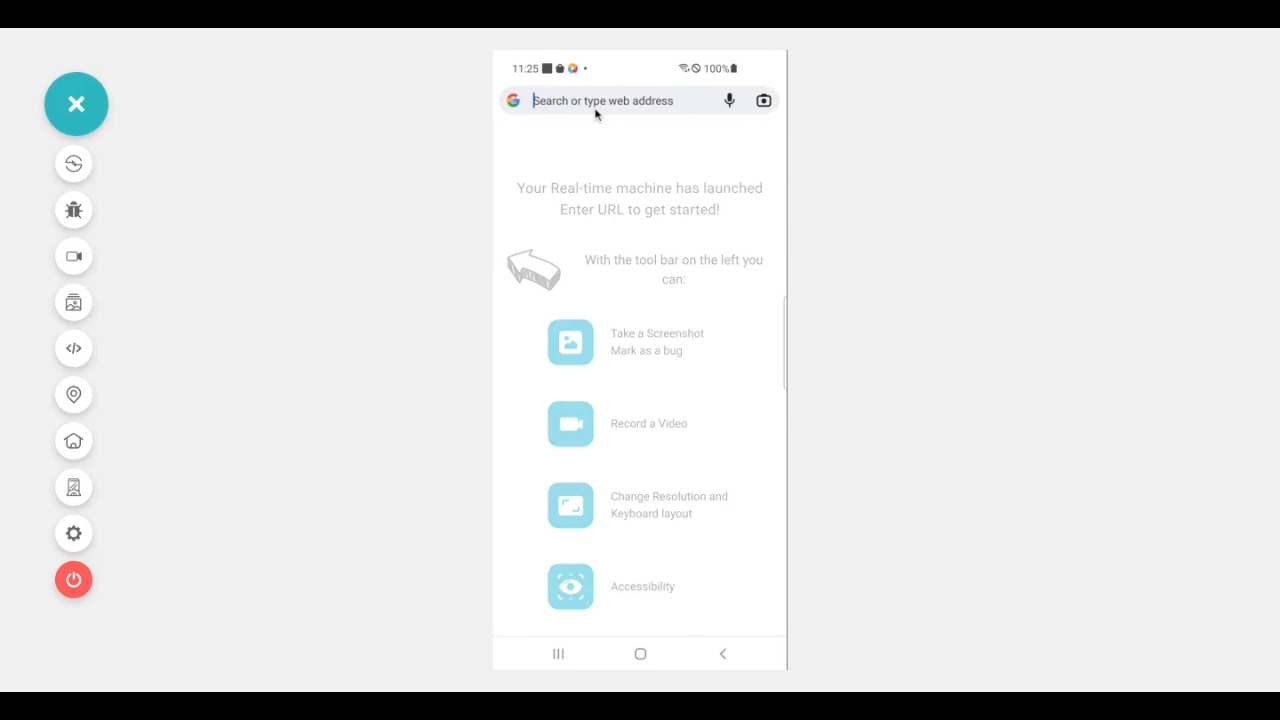 11:25
100%
Search or type web address
Your Real-time machine has launched
Enter URL to get started!
With the tool bar on the left you
can:
Take a Screenshot
Mark as a bug
Record a Video
Change Resolution and
Keyboard layout
Accessibility